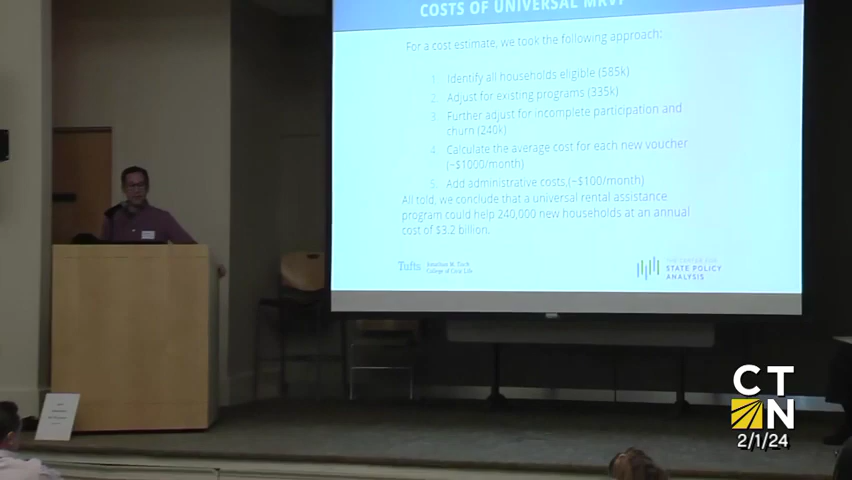 COSTS OF UNIVERSAL MRVP
For a cost estimate, we took the following approach:
1. Identify all households eligible (585k)
2. Adjust for existing programs (335k)
3. Further adjust for incomplete participation and
churn (240k)
4. Calculate the average cost for each new voucher
(~$1000/month)
5. Add administrative costs (~$100/month)
All told, we conclude that a universal rental assistance
program could help 240,000 new households at an annual
cost of $3.2 billion.
Tufts
Jonathan M. Tisch
College of Civic Life
THE CENTER FOR
STATE POLICY
ANALYSIS
CTN
2/1/24